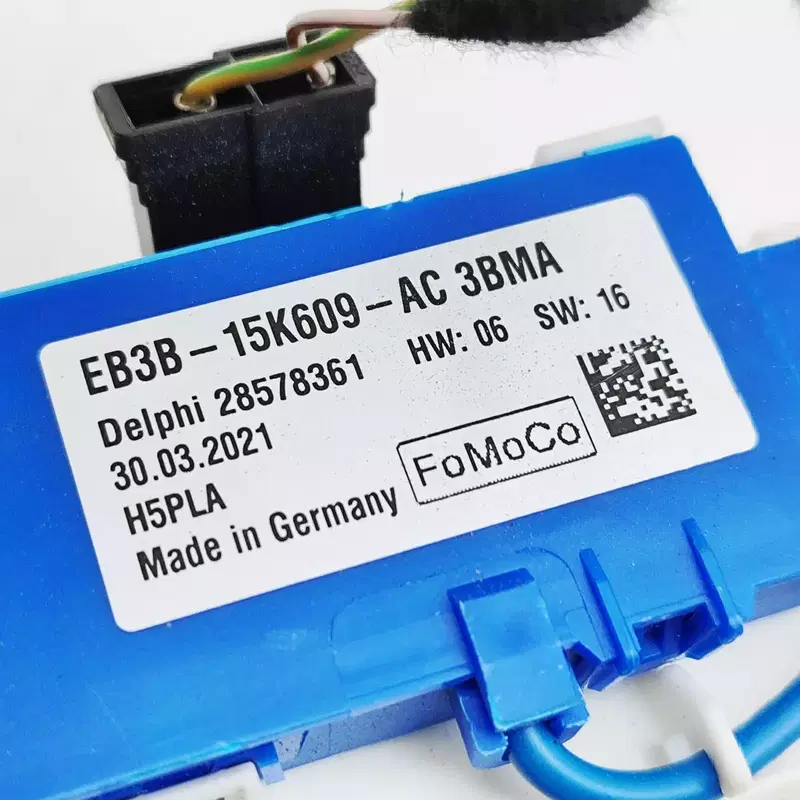 EB3B-15K609-AC 3BMA
Delphi 28578361 HW: 06 SW: 16
30.03.2021
H5PLA
FoMoCo
Made in Germany